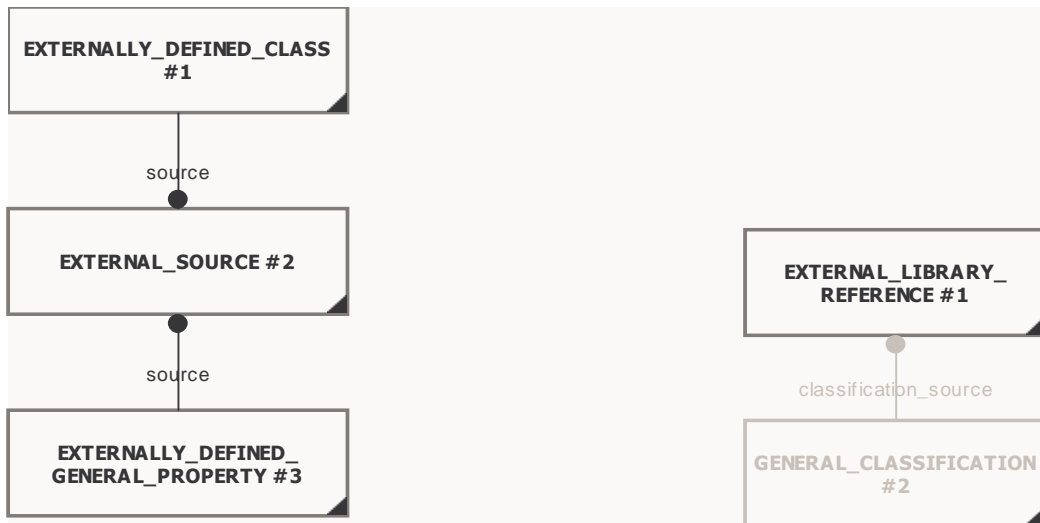 EXTERNALLY_DEFINED_CLASS
#1
source
EXTERNAL_SOURCE #2
source
EXTERNALLY_DEFINED_
GENERAL_PROPERTY #3
EXTERNAL_LIBRARY_
REFERENCE #1
classification_source
GENERAL_CLASSIFICATION
#2